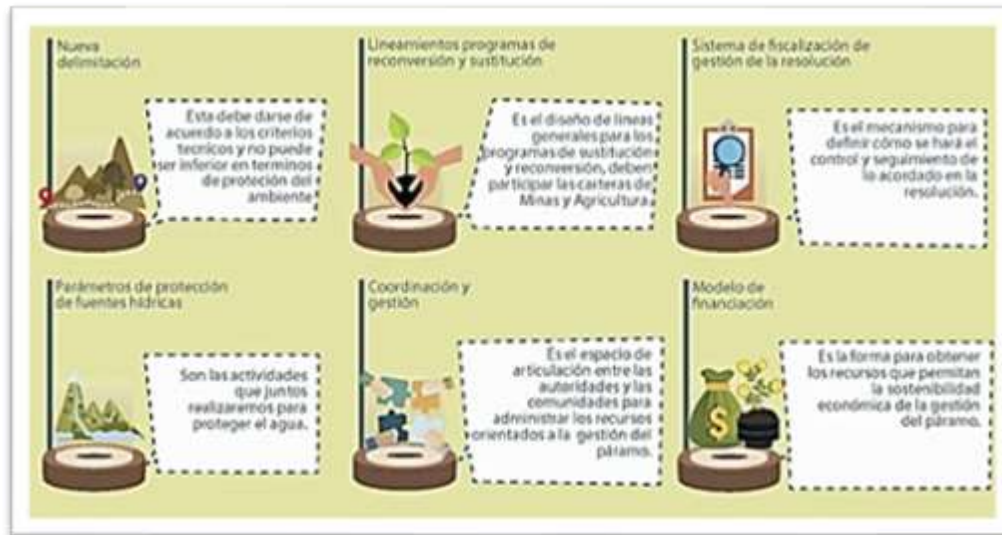 Nueva
delimitación
Esta debe darse de
acuerdo a los criterios
tecnicos y no puede
ser inferior en terminos
de proteción del
ambiente
Lineamientos programas de
reconversión y sustitución
Es el diseño de líneas
generales para los
programas de sustitución
y reconversión, deben
participar las carteras de
Minas y Agricultura.
Sistema de fiscalización de
gestión de la resolución
Es el mecanismo para
definir cómo se hará el
control y seguimiento de
lo acordado en la
resolución.
Parámetros de protección
de fuentes hídricas
Son las actividades
que juntos
realizaremos para
proteger el agua.
Coordinación y
gestión
Es el espacio de
articulación entre las
autoridades y las
comunidades para
administrar los recursos
orientados a la gestión del
páramo.
Modelo de
financiación
$
Es la forma para obtener
los recursos que permitan
la sostenibilidad
económica de la gestión
del páramo.